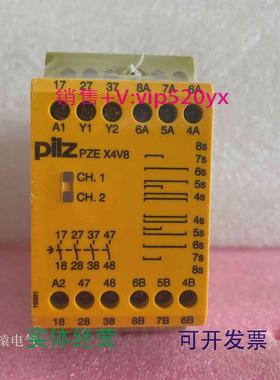 17 27 37 8A 7A 6A
销售+V:vip520yx
A1 Y1 Y2 6A 5A 4A
pilz
PZE X4V8
8s
7s
CH. 1
6s
5s
CH. 2
4s
4s
17 27 37 47
5s
6s
7s
18 28 38 48
8s
A2 47 48 6B 5B 4B
实体经营
可开发票
18 28 38 8B 7B 6B